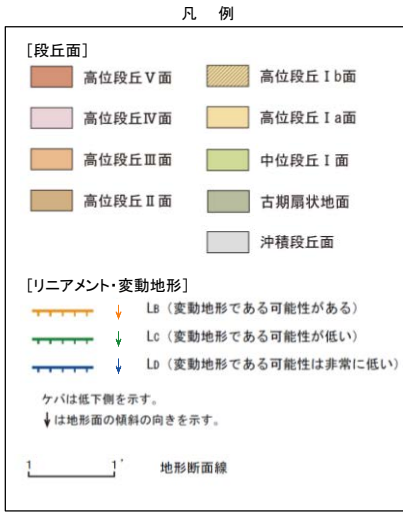 凡 例
[段丘面]
高位段丘Ⅴ面
高位段丘Ⅰb面
高位段丘Ⅳ面
高位段丘Ⅰa面
高位段丘Ⅲ面
中位段丘Ⅰ面
高位段丘Ⅱ面
古期扇状地面
沖積段丘面
[リニアメント・変動地形]
LB (変動地形である可能性がある)
LC (変動地形である可能性が低い)
LD (変動地形である可能性は非常に低い)
ケバは低下側を示す。
↓は地形面の傾斜の向きを示す。
1 1' 地形断面線